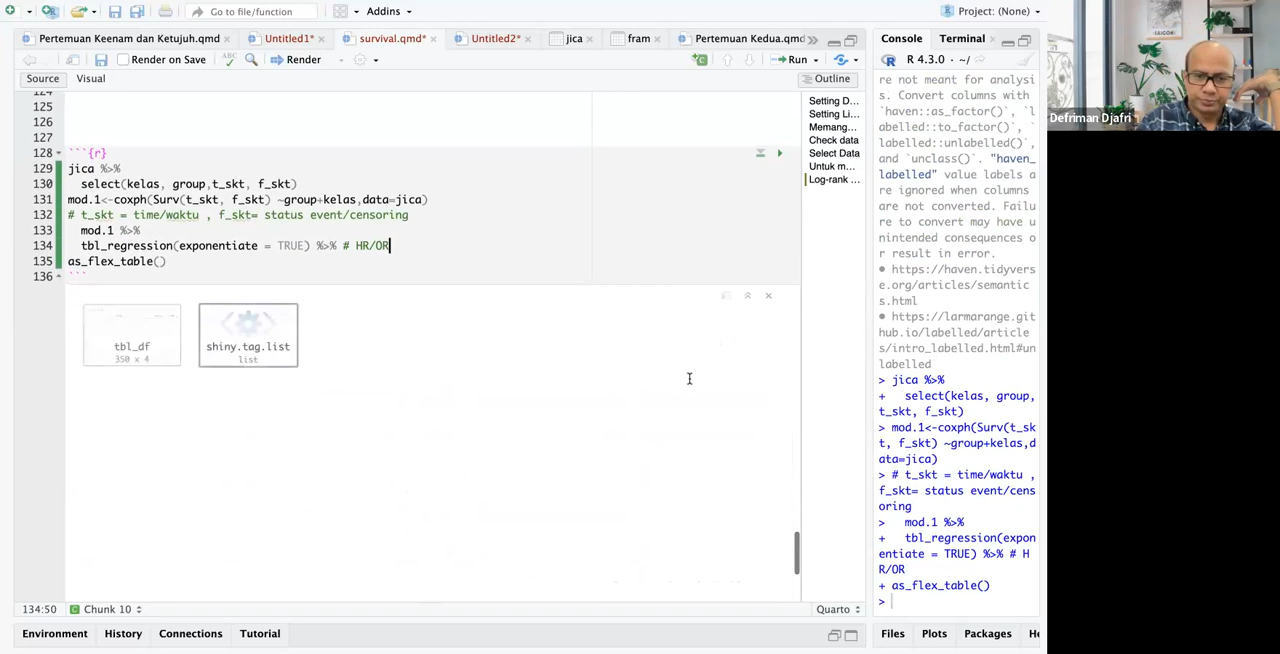 Go to file/function
Addins
Project: (None)
Pertemuan Keenam dan Ketujuh.qmd
Untitled1*
survival.qmd*
Untitled2*
jica
fram
Pertemuan Kedua.qmd
Render on Save
ABC
Render
Run
Source
Visual
Outline
124
125
126
127
128 ```{r}
129 jica %>%
130 select(kelas, group,t_skt, f_skt)
131 mod.1<-coxph(Surv(t_skt, f_skt) ~group+kelas,data=jica)
132 # t_skt = time/waktu , f_skt= status event/censoring
133 mod.1 %>%
134 tbl_regression(exponentiate = TRUE) %>% # HR/OR
135 as_flex_table()
136 ```
tbl_df
350 x 4
shiny.tag.list
list
Setting D...
Setting Li...
Memang...
Check data
Select Data
Untuk m...
Log-rank ...
134:50
Chunk 10
Quarto
Environment
History
Connections
Tutorial
Console
Terminal
R 4.3.0 · ~/
re not meant for analysi
s. Convert columns with
`haven::as_factor()`, `l
abelled::to_factor()`, `
labelled::unlabelled()`,
and `unclass()`. "haven_
labelled" value labels a
re ignored when columns
are not converted. Failu
re to convert may have u
nintended consequences o
r result in error.
• https://haven.tidyvers
e.org/articles/semantic
s.html
• https://larmarange.git
hub.io/labelled/article
s/intro_labelled.html#un
labelled
> jica %>%
+ select(kelas, group,
t_skt, f_skt)
> mod.1<-coxph(Surv(t_sk
t, f_skt) ~group+kelas,d
ata=jica)
> # t_skt = time/waktu ,
f_skt= status event/cens
oring
> mod.1 %>%
+ tbl_regression(expon
entiate = TRUE) %>% # H
R/OR
+ as_flex_table()
>
Files
Plots
Packages
He
Defriman Djafri